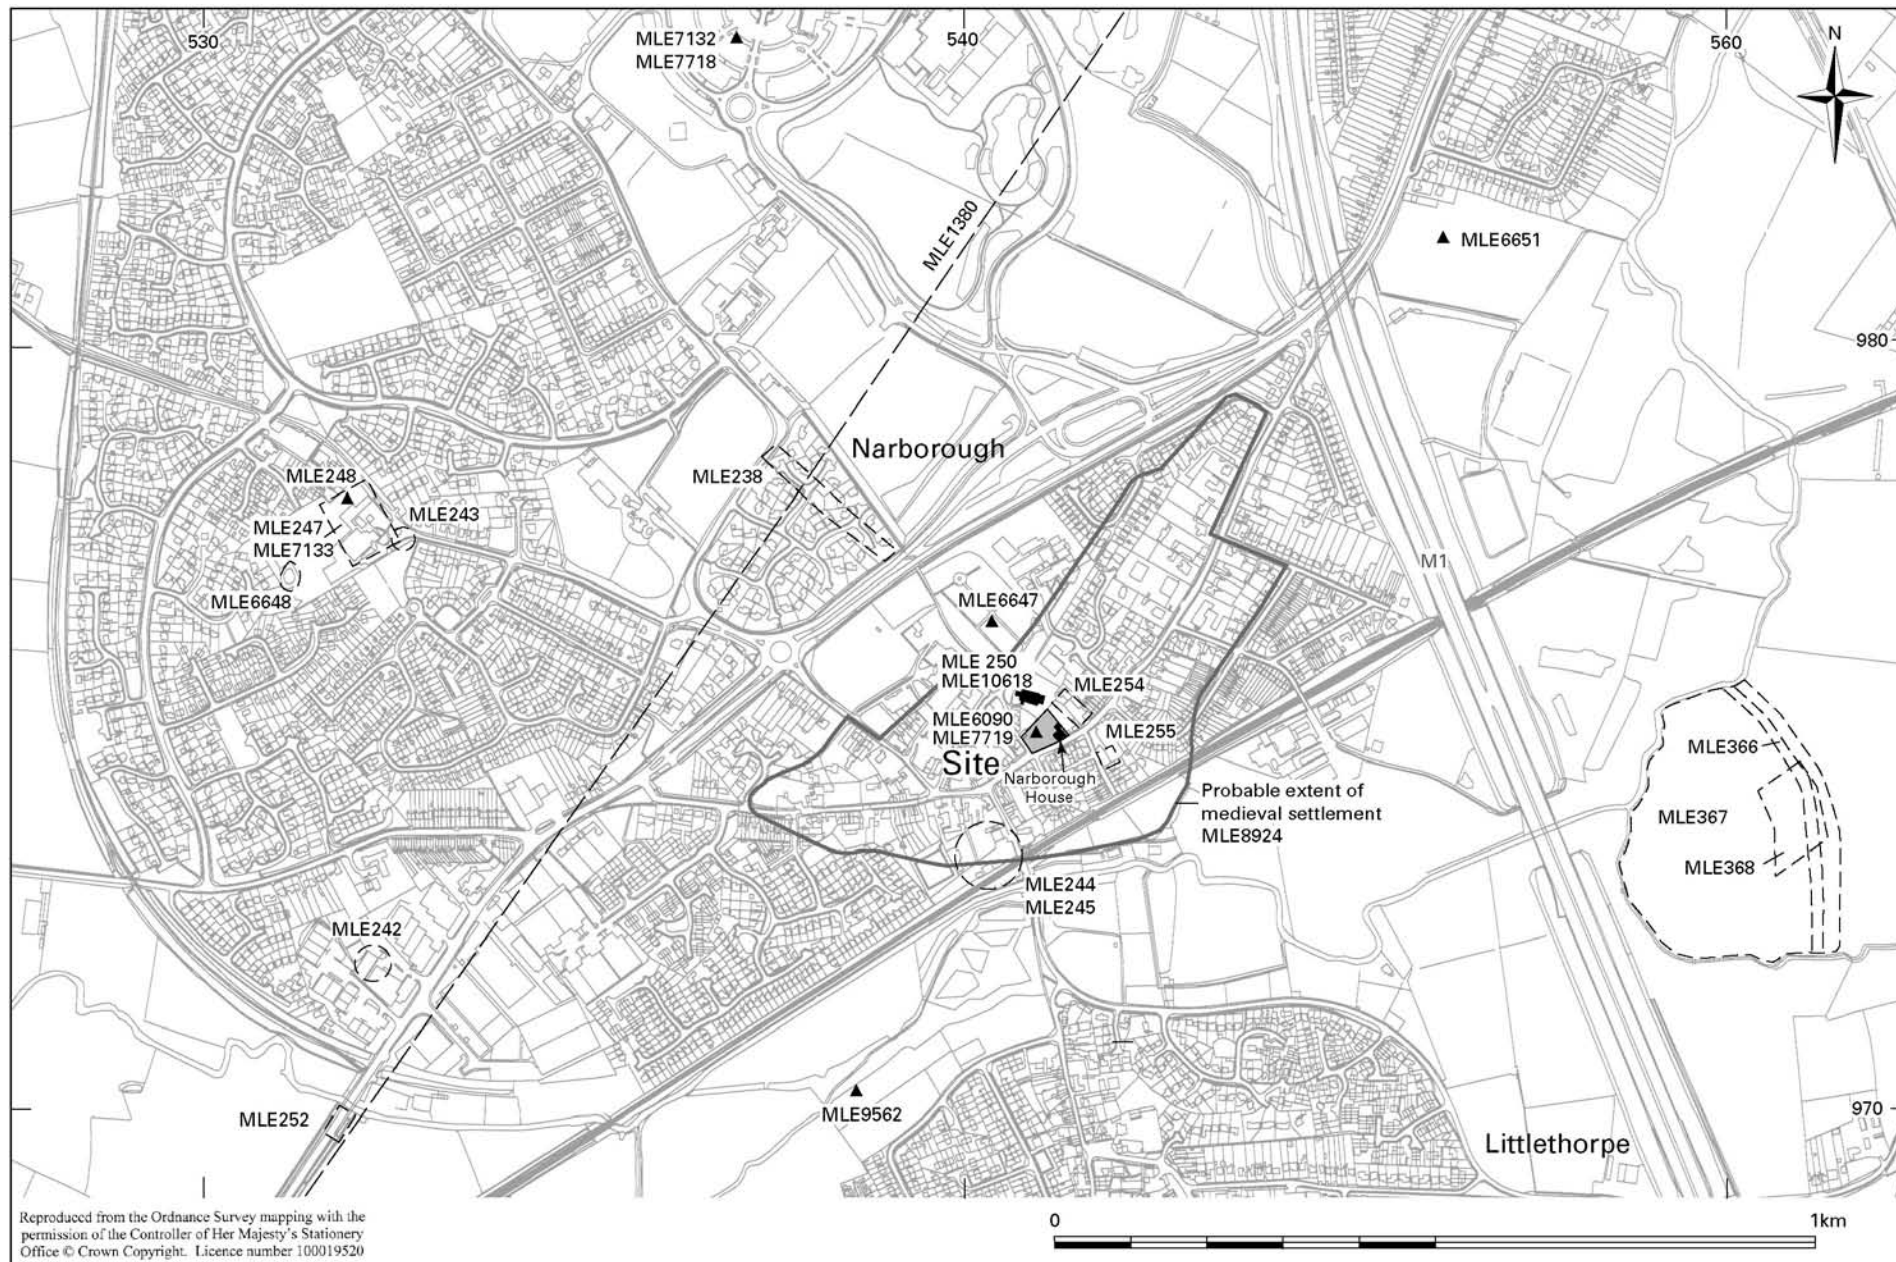 530
MLE7132
MLE7718
540
560
N
MLE1380
MLE6651
980
Narborough
MLE238
MLE248
MLE247
MLE7133
MLE243
MLE6648
M1
MLE6647
MLE 250
MLE10618
MLE254
MLE6090
MLE7719
MLE255
Site
Narborough
House
Probable extent of
medieval settlement
MLE8924
MLE366
MLE367
MLE368
MLE244
MLE245
MLE242
MLE252
MLE9562
970
Littlethorpe
Reproduced from the Ordnance Survey mapping with the
permission of the Controller of Her Majesty's Stationery
Office © Crown Copyright. Licence number 100019520
0
1km